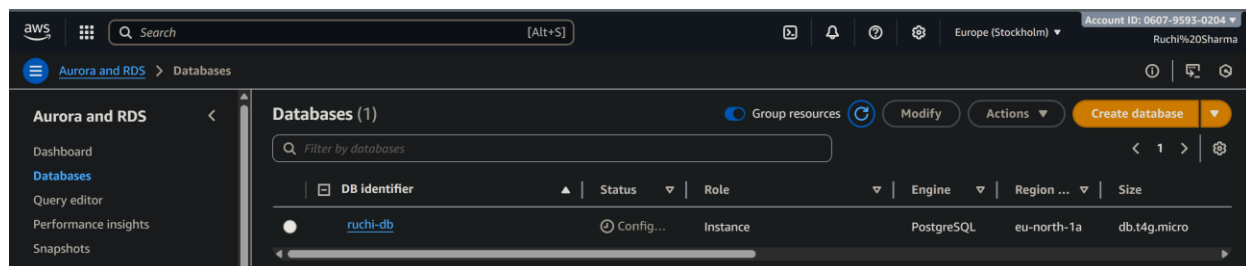 aws Search [Alt+S] Europe (Stockholm) Account ID: 0607-9593-0204
Ruchi%20Sharma
Aurora and RDS > Databases
Aurora and RDS
Dashboard
Databases
Query editor
Performance insights
Snapshots
Databases (1) Group resources Modify Actions Create database
Filter by databases 1
DB identifier Status Role Engine Region ... Size
ruchi-db Config... Instance PostgreSQL eu-north-1a db.t4g.micro